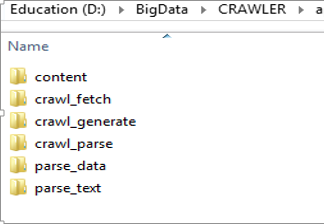 Education (D:) ▸ BigData ▸ CRAWLER ▸ a
Name
content
crawl_fetch
crawl_generate
crawl_parse
parse_data
parse_text